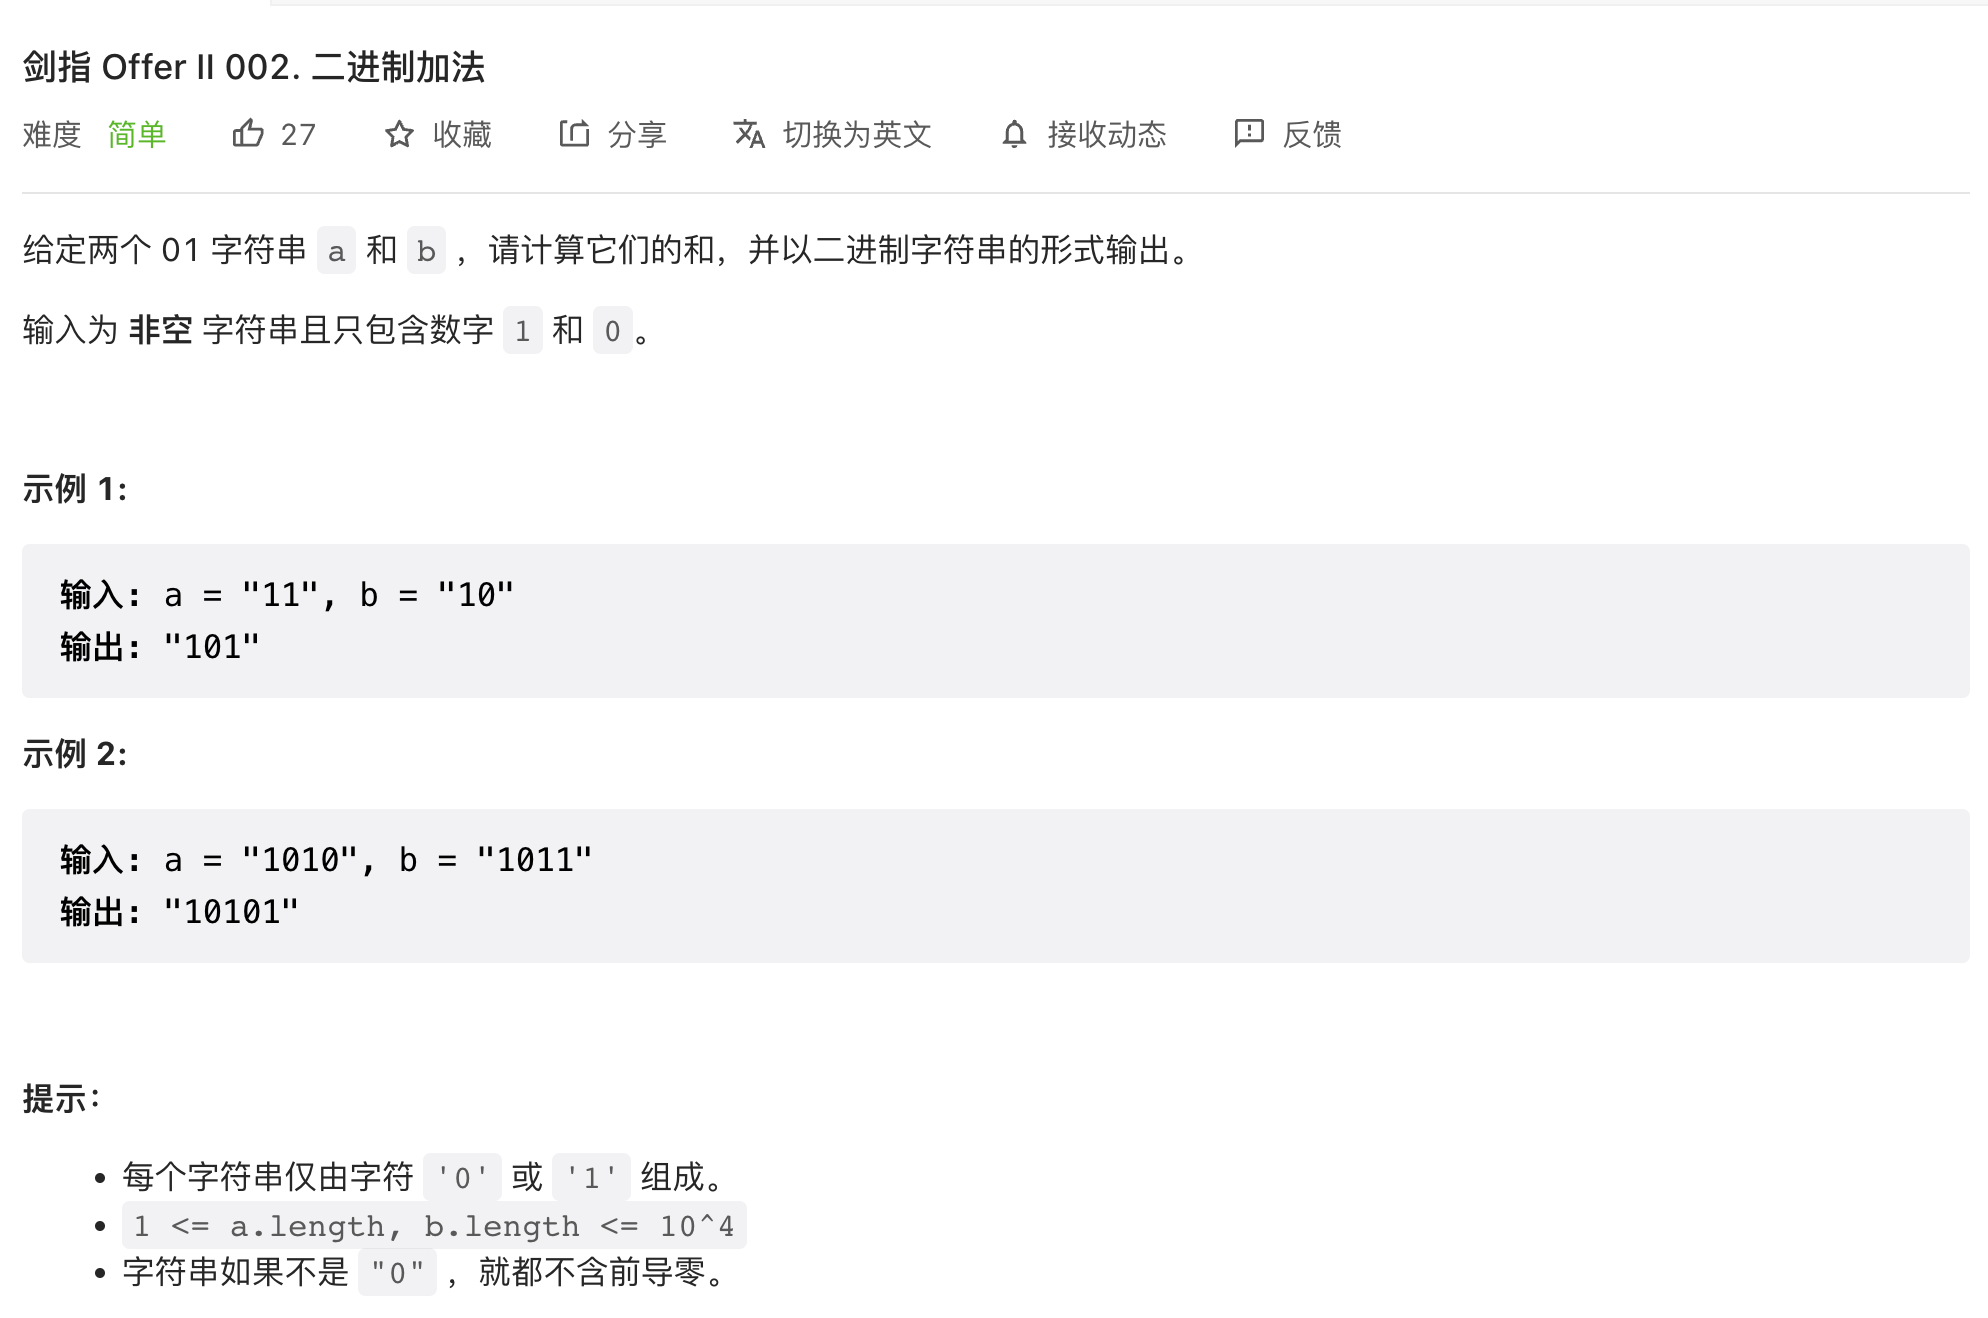 剑指 Offer II 002. 二进制加法
难度 简单 27 收藏 分享 切换为英文 接收动态 反馈
给定两个 01 字符串 a 和 b ，请计算它们的和，并以二进制字符串的形式输出。
输入为 非空 字符串且只包含数字 1 和 0。
示例 1:
输入: a = "11", b = "10"
输出: "101"
示例 2:
输入: a = "1010", b = "1011"
输出: "10101"
提示：
每个字符串仅由字符 '0' 或 '1' 组成。
1 <= a.length, b.length <= 10^4
字符串如果不是 "0" ，就都不含前导零。